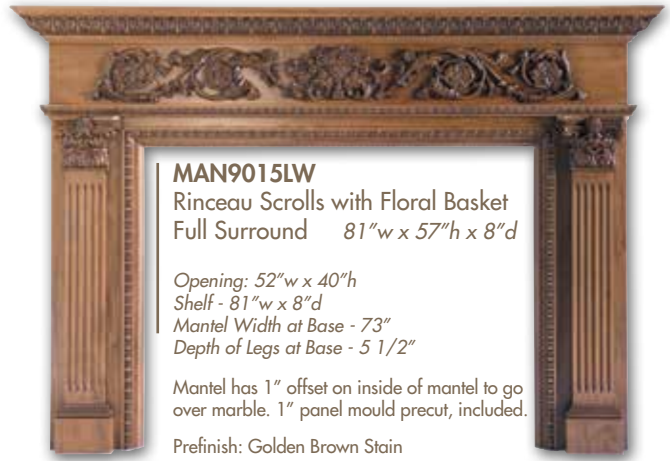 MAN9015LW
Rinceau Scrolls with Floral Basket
Full Surround 81"w x 57"h x 8"d
Opening: 52"w x 40"h
Shelf - 81"w x 8"d
Mantel Width at Base - 73"
Depth of Legs at Base - 5 1/2"
Mantel has 1" offset on inside of mantel to go
over marble. 1" panel mould precut, included.
Prefinish: Golden Brown Stain